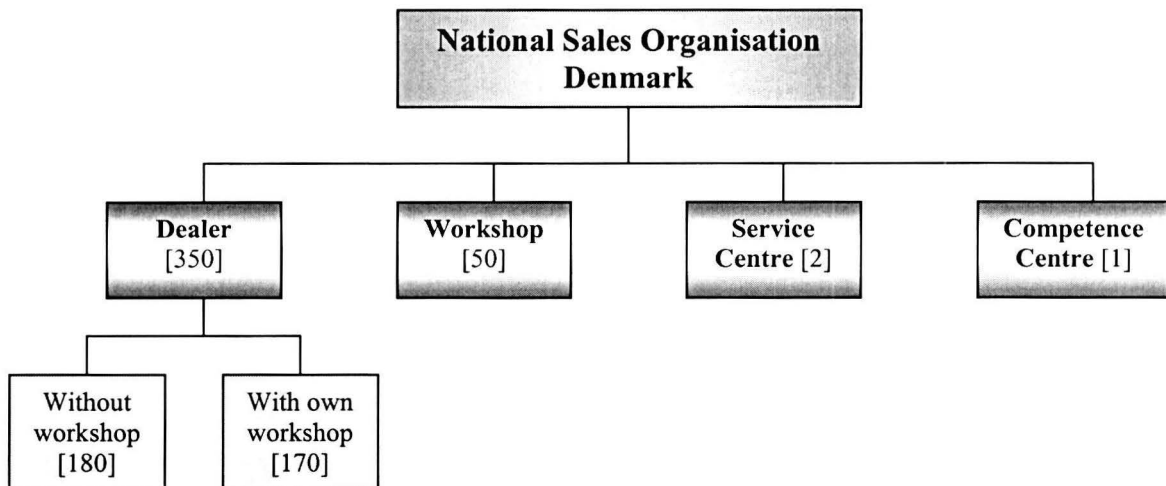 National Sales Organisation
Denmark
Dealer
[350]
Workshop
[50]
Service
Centre [2]
Competence
Centre [1]
Without
workshop
[180]
With own
workshop
[170]